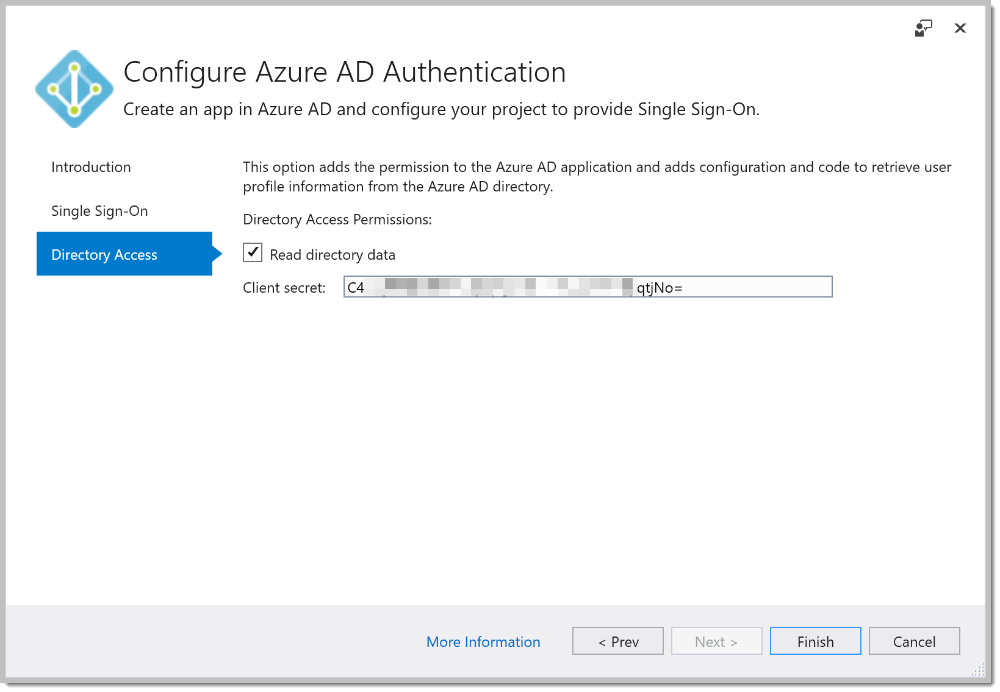 Configure Azure AD Authentication
Create an app in Azure AD and configure your project to provide Single Sign-On.
Introduction
Single Sign-On
Directory Access
This option adds the permission to the Azure AD application and adds configuration and code to retrieve user
profile information from the Azure AD directory.
Directory Access Permissions:
Read directory data
Client secret: C4 qtjNo=
More Information
< Prev
Next >
Finish
Cancel